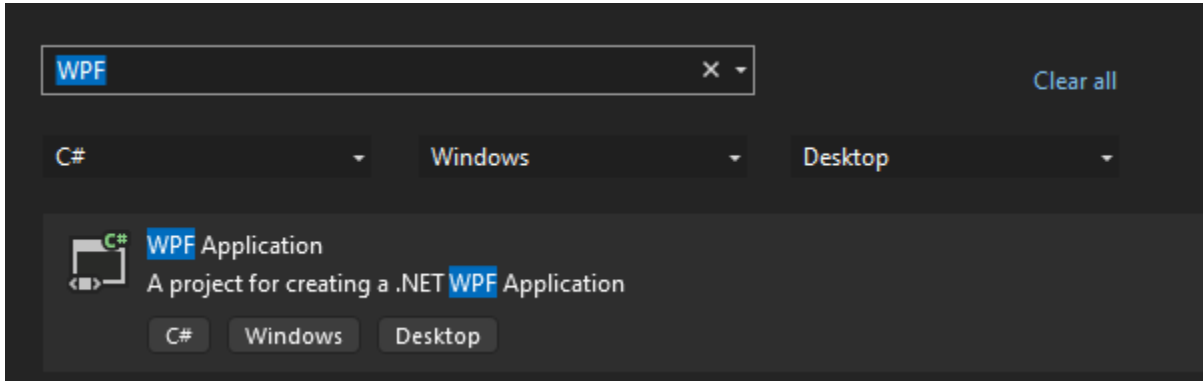 WPF
Clear all
C# Windows Desktop
C#
WPF Application
A project for creating a .NET WPF Application
C# Windows Desktop